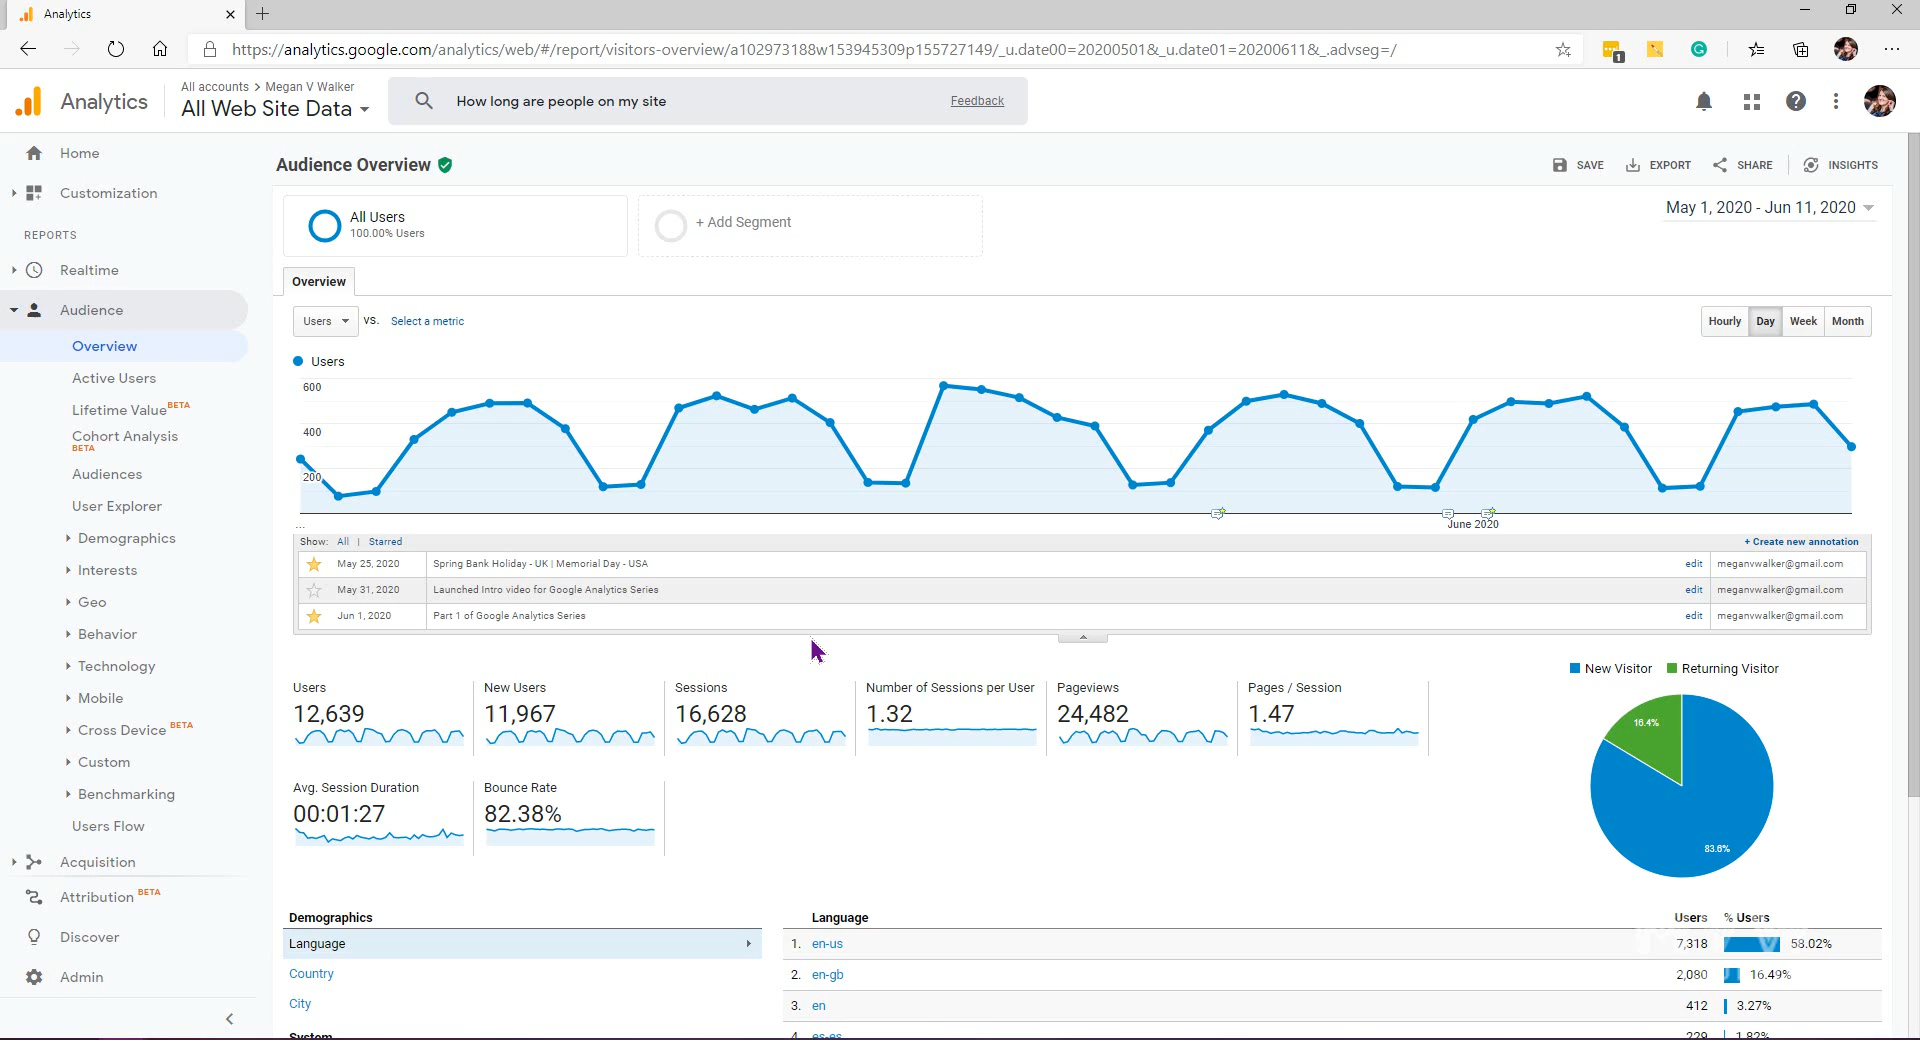 Analytics
https://analytics.google.com/analytics/web/#/report/visitors-overview/a102973188w153945309p155727149/_u.date00=20200501&_u.date01=20200611&_.advseg=/
1
Analytics
All accounts > Megan V Walker
All Web Site Data
How long are people on my site
Feedback
Home
Customization
REPORTS
Realtime
Audience
Overview
Active Users
Lifetime Value BETA
Cohort Analysis
BETA
Audiences
User Explorer
Demographics
Interests
Geo
Behavior
Technology
Mobile
Cross Device BETA
Custom
Benchmarking
Users Flow
Acquisition
Attribution BETA
Discover
Admin
Audience Overview
SAVE
EXPORT
SHARE
INSIGHTS
All Users
100.00% Users
+ Add Segment
May 1, 2020 - Jun 11, 2020
Overview
Users
VS.
Select a metric
Hourly
Day
Week
Month
Users
600
400
200
...
June 2020
Show: All | Starred
+ Create new annotation
May 25, 2020 Spring Bank Holiday - UK | Memorial Day - USA edit meganvwalker@gmail.com
May 31, 2020 Launched Intro video for Google Analytics Series edit meganvwalker@gmail.com
Jun 1, 2020 Part 1 of Google Analytics Series edit meganvwalker@gmail.com
Users
12,639
New Users
11,967
Sessions
16,628
Number of Sessions per User
1.32
Pageviews
24,482
Pages / Session
1.47
Avg. Session Duration
00:01:27
Bounce Rate
82.38%
New Visitor
Returning Visitor
16.4%
83.6%
Demographics
Language
Country
City
System
Language Users % Users
1. en-us 7,318 58.02%
2. en-gb 2,080 16.49%
3. en 412 3.27%
4. es-es 229 1.82%